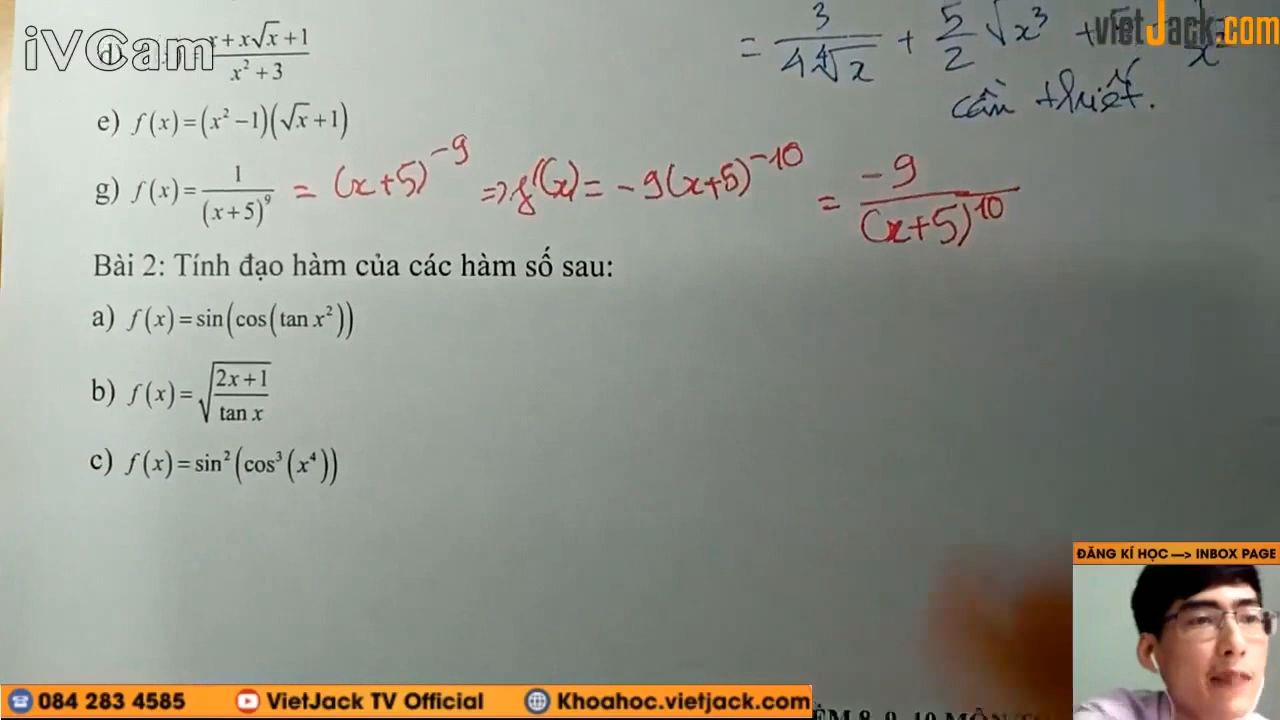 iVCam
vietJack.com
d) x+x√x+1 / x²+3
= 3/(4⁴√x) + 5/2 √x³ +
cần thiết.
e) f(x)=(x²−1)(√x+1)
g) f(x)= 1/(x+5)⁹ = (x+5)⁻⁹ ⇒ f'(x) = −9(x+5)⁻¹⁰ = −9/(x+5)¹⁰
Bài 2: Tính đạo hàm của các hàm số sau:
a) f(x)=sin(cos(tan x²))
b) f(x)=√((2x+1)/(tan x))
c) f(x)=sin²(cos³(x⁴))
ĐĂNG KÍ HỌC —> INBOX PAGE
084 283 4585 VietJack TV Official Khoahoc.vietjack.com